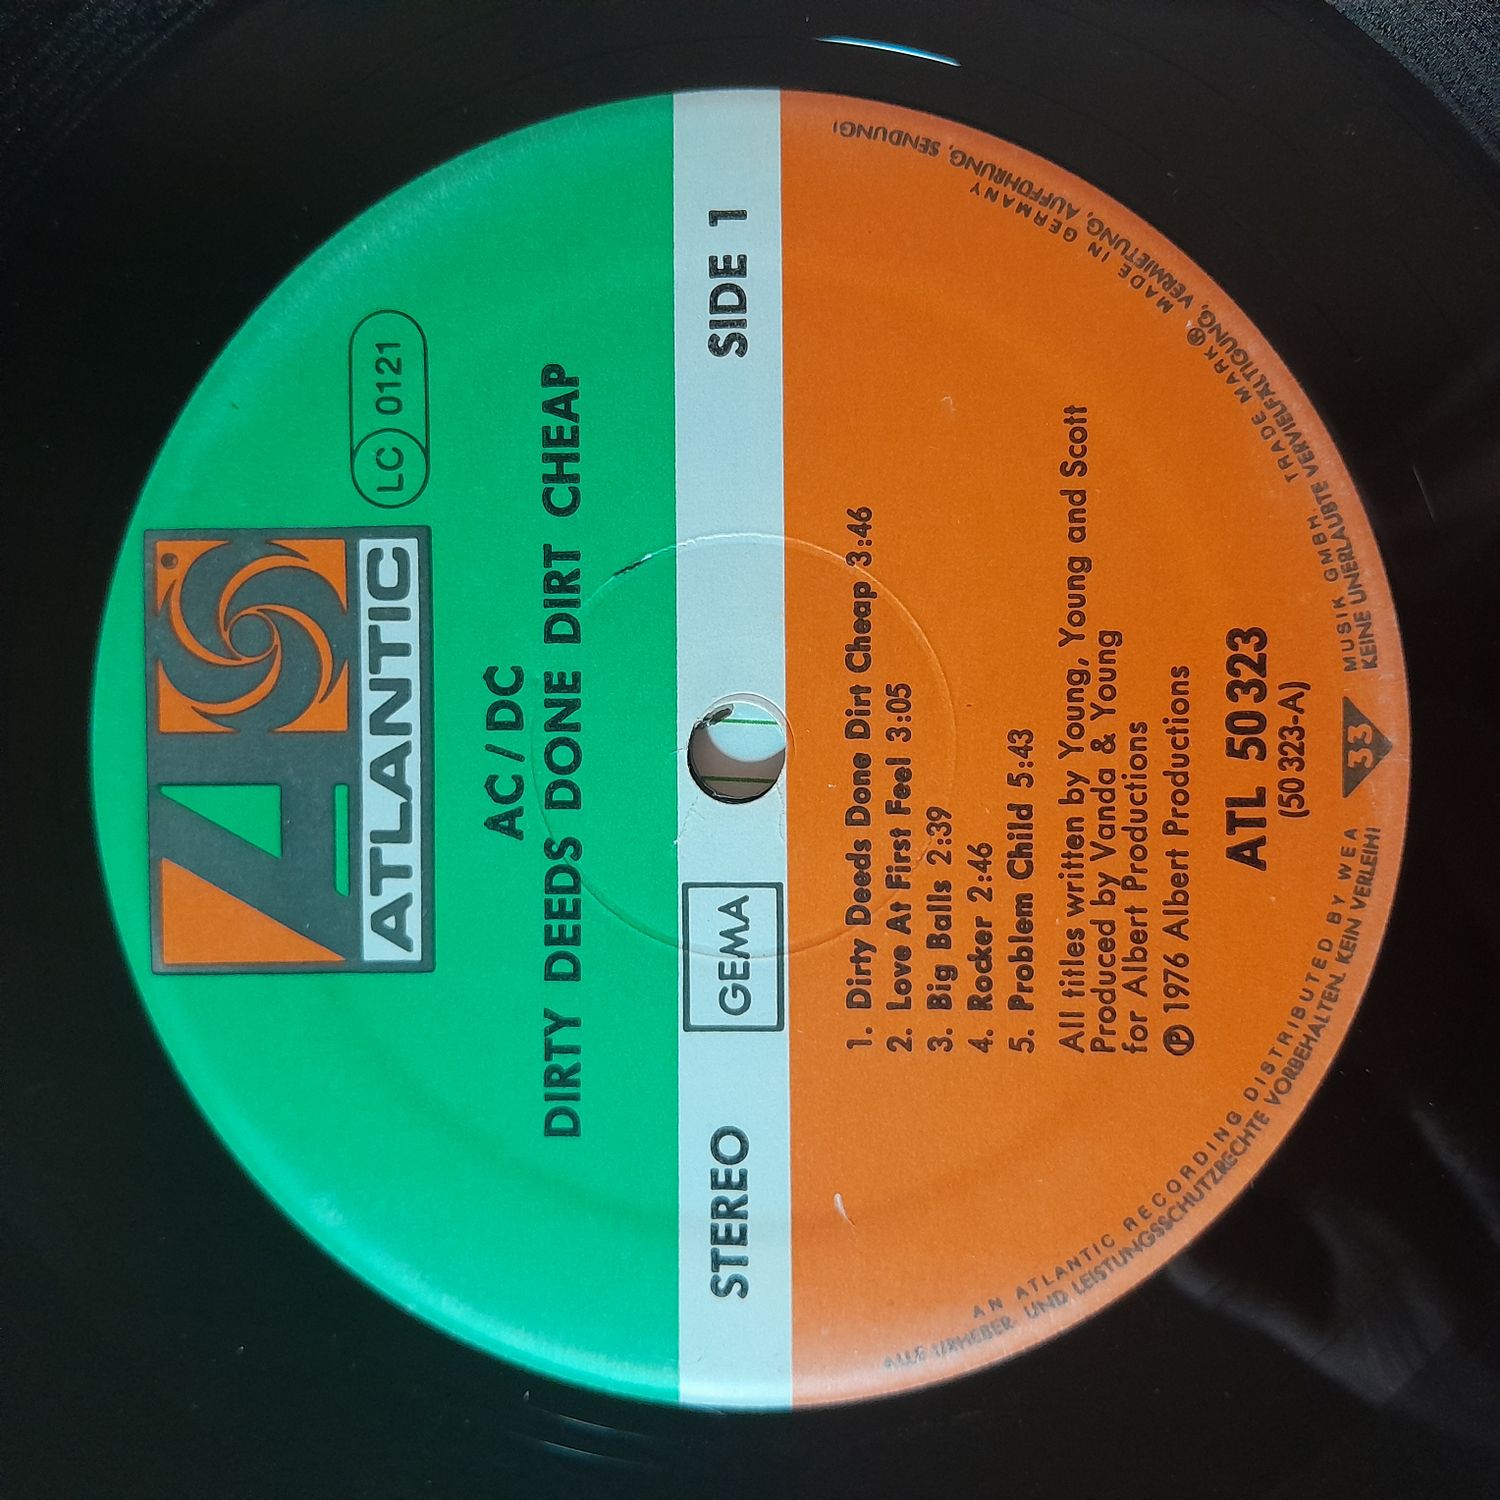 ATLANTIC
LC 0121
AC/DC
DIRTY DEEDS DONE DIRT CHEAP
STEREO GEMA SIDE 1
1. Dirty Deeds Done Dirt Cheap 3:46
2. Love At First Feel 3:05
3. Big Balls 2:39
4. Rocker 2:46
5. Problem Child 5:43
All titles written by Young, Young and Scott
Produced by Vanda & Young
for Albert Productions
℗ 1976 Albert Productions
ATL 50 323
(50 323-A)
33
AN ATLANTIC RECORDING DISTRIBUTED BY WEA MUSIK GMBH. TRADE MARK ® MADE IN GERMANY
ALLE URHEBER- UND LEISTUNGSSCHUTZRECHTE VORBEHALTEN. KEIN VERLEIH! KEINE UNERLAUBTE VERVIELFÄLTIGUNG, VERMIETUNG, AUFFÜHRUNG, SENDUNG!